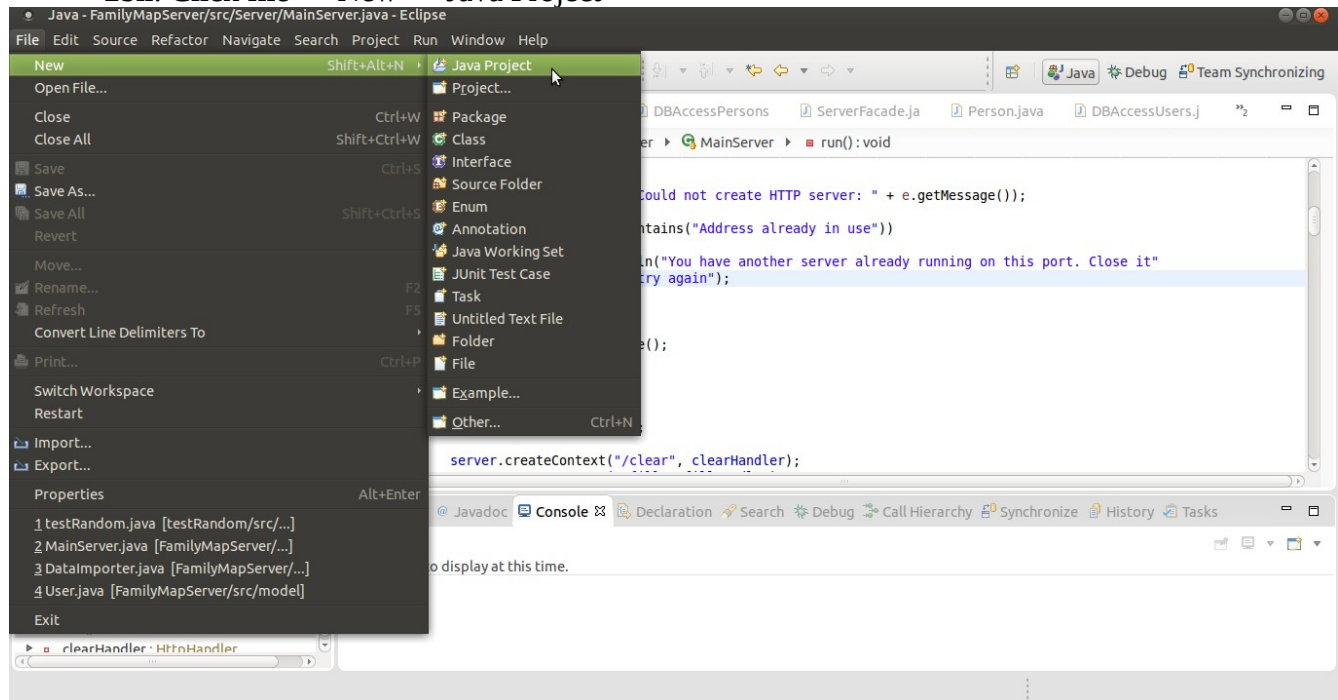 Java - FamilyMapServer/src/Server/MainServer.java - Eclipse
File Edit Source Refactor Navigate Search Project Run Window Help
New Shift+Alt+N
Open File...
Close Ctrl+W
Close All Shift+Ctrl+W
Save Ctrl+S
Save As...
Save All Shift+Ctrl+S
Revert
Move...
Rename... F2
Refresh F5
Convert Line Delimiters To
Print... Ctrl+P
Switch Workspace
Restart
Import...
Export...
Properties Alt+Enter
1 testRandom.java [testRandom/src/...]
2 MainServer.java [FamilyMapServer/...]
3 DataImporter.java [FamilyMapServer/...]
4 User.java [FamilyMapServer/src/model]
Exit
Java Project
Project...
Package
Class
Interface
Source Folder
Enum
Annotation
Java Working Set
JUnit Test Case
Task
Untitled Text File
Folder
File
Example...
Other... Ctrl+N
Java Debug Team Synchronizing
DBAccessPersons ServerFacade.ja Person.java DBAccessUsers.j »2
er MainServer run() : void
ould not create HTTP server: " + e.getMessage());
ntains("Address already in use"))
ln("You have another server already running on this port. Close it"
try again");
e();
;
server.createContext("/clear", clearHandler);
@ Javadoc Console Declaration Search Debug Call Hierarchy Synchronize History Tasks
o display at this time.
clearHandler : HttpHandler